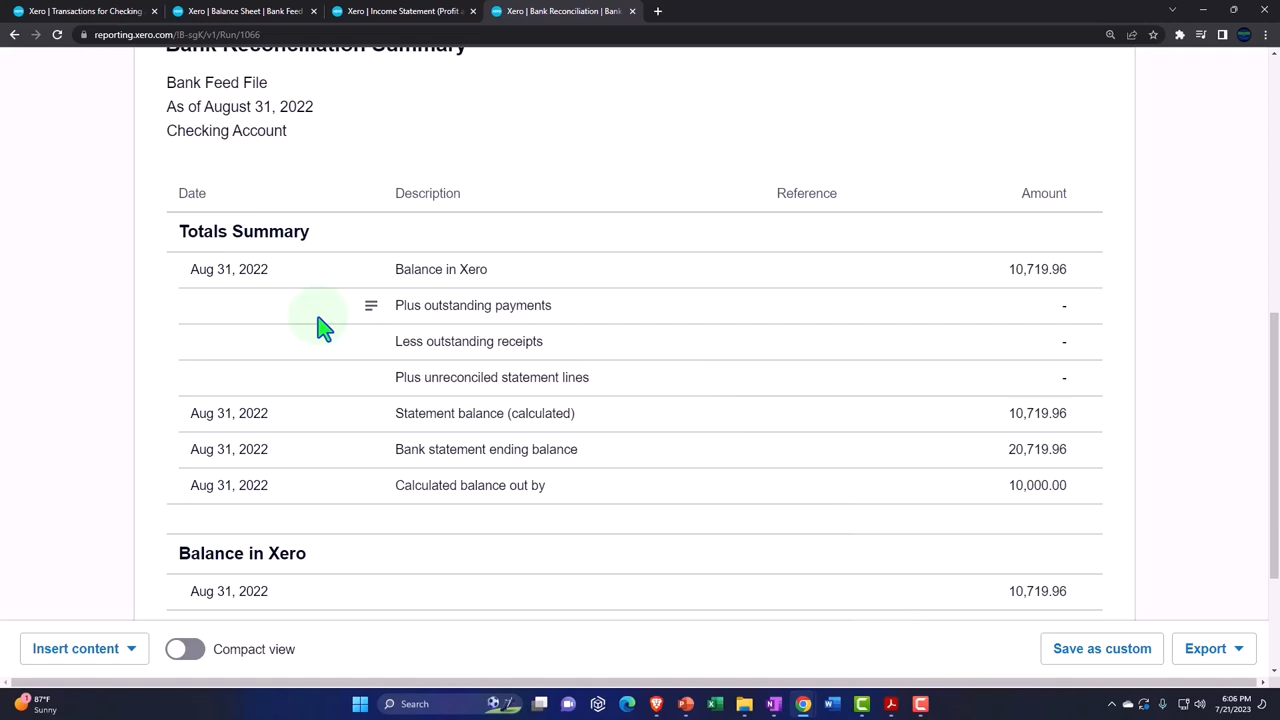 Xero | Transactions for Checking
Xero | Balance Sheet | Bank Feed
Xero | Income Statement (Profit a
Xero | Bank Reconciliation | Bank
reporting.xero.com/!B-sgK/v1/Run/1066
Bank Reconciliation Summary
Bank Feed File
As of August 31, 2022
Checking Account
Date Description Reference Amount
Totals Summary
Aug 31, 2022 Balance in Xero 10,719.96
Plus outstanding payments -
Less outstanding receipts -
Plus unreconciled statement lines -
Aug 31, 2022 Statement balance (calculated) 10,719.96
Aug 31, 2022 Bank statement ending balance 20,719.96
Aug 31, 2022 Calculated balance out by 10,000.00
Balance in Xero
Aug 31, 2022 10,719.96
Insert content Compact view Save as custom Export
87°F
Sunny
Search
6:06 PM
7/21/2023